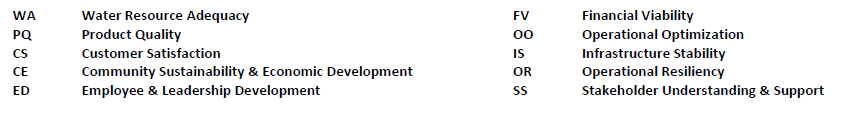 WA Water Resource Adequacy FV Financial Viability
PQ Product Quality OO Operational Optimization
CS Customer Satisfaction IS Infrastructure Stability
CE Community Sustainability & Economic Development OR Operational Resiliency
ED Employee & Leadership Development SS Stakeholder Understanding & Support